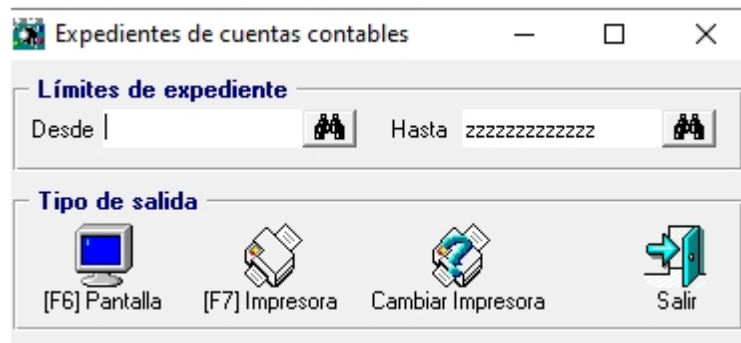 Expedientes de cuentas contables
Límites de expediente
Desde Hasta zzzzzzzzzzzzz
Tipo de salida
[F6] Pantalla [F7] Impresora Cambiar Impresora Salir